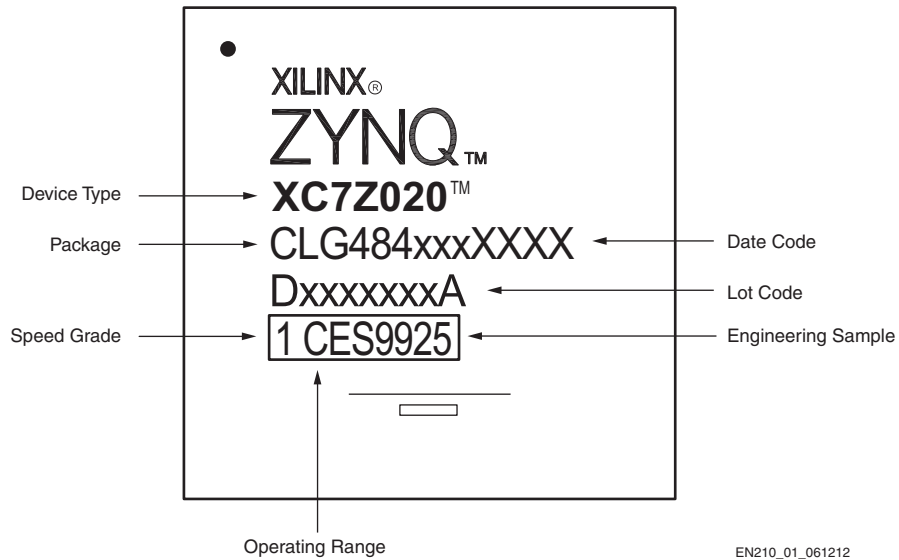 XILINX®
ZYNQ™
Device Type
XC7Z020™
Package
CLG484xxxXXXX
Date Code
DxxxxxxxA
Lot Code
Speed Grade
1 CES9925
Engineering Sample
Operating Range
EN210_01_061212